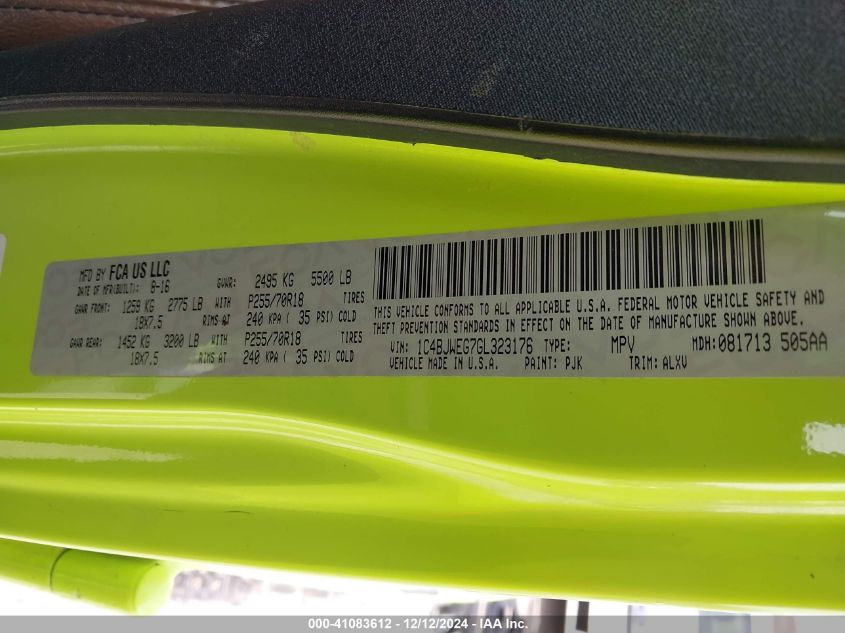 MFD BY FCA US LLC
DATE OF MFR(BUILT): 8-16 GVWR: 2495 KG 5500 LB
GAWR FRONT: 1259 KG 2775 LB WITH P255/70R18 TIRES
18X7.5 RIMS AT 240 KPA ( 35 PSI) COLD
GAWR REAR: 1452 KG 3200 LB WITH P255/70R18 TIRES
18X7.5 RIMS AT 240 KPA ( 35 PSI) COLD
THIS VEHICLE CONFORMS TO ALL APPLICABLE U.S.A. FEDERAL MOTOR VEHICLE SAFETY AND
THEFT PREVENTION STANDARDS IN EFFECT ON THE DATE OF MANUFACTURE SHOWN ABOVE.
VIN: 1C4BJWEG7GL323176 TYPE: MPV MDH: 081713 505AA
VEHICLE MADE IN U.S.A. PAINT: PJK TRIM: ALXV
000-41083612 - 12/12/2024 - IAA Inc.